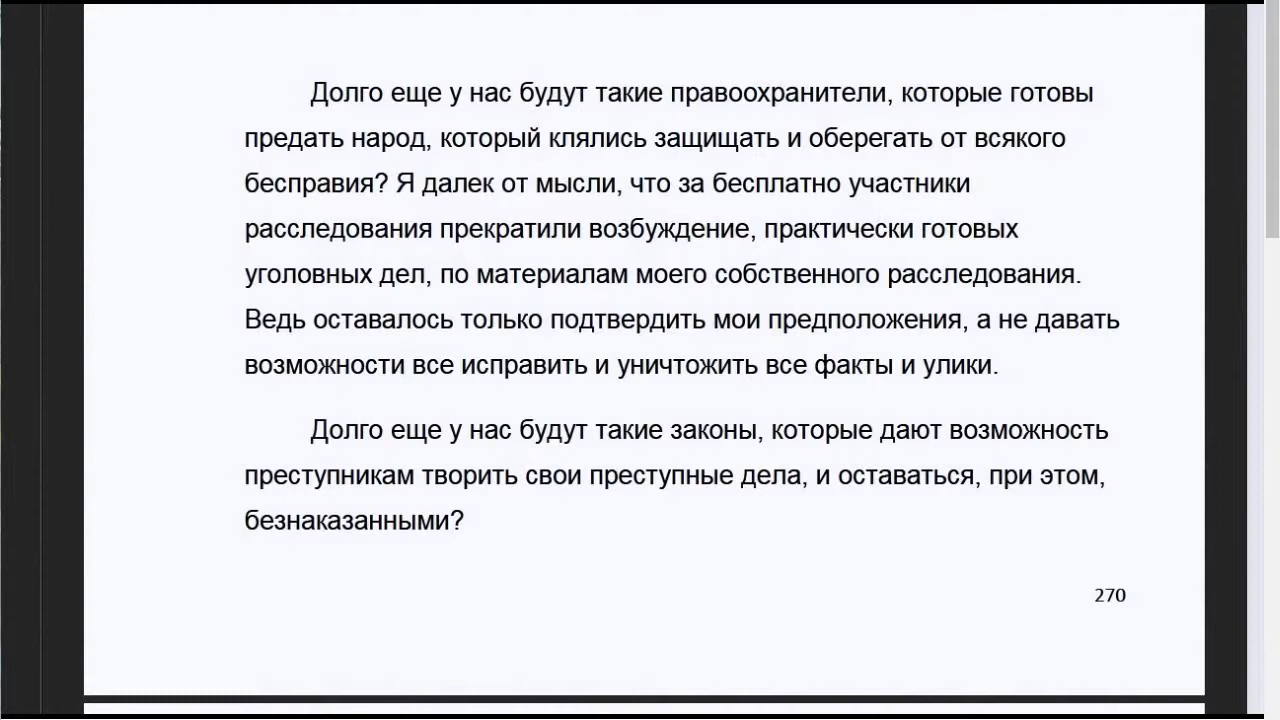 Долго еще у нас будут такие правоохранители, которые готовы
предать народ, который клялись защищать и оберегать от всякого
бесправия? Я далек от мысли, что за бесплатно участники
расследования прекратили возбуждение, практически готовых
уголовных дел, по материалам моего собственного расследования.
Ведь оставалось только подтвердить мои предположения, а не давать
возможности все исправить и уничтожить все факты и улики.
Долго еще у нас будут такие законы, которые дают возможность
преступникам творить свои преступные дела, и оставаться, при этом,
безнаказанными?
270